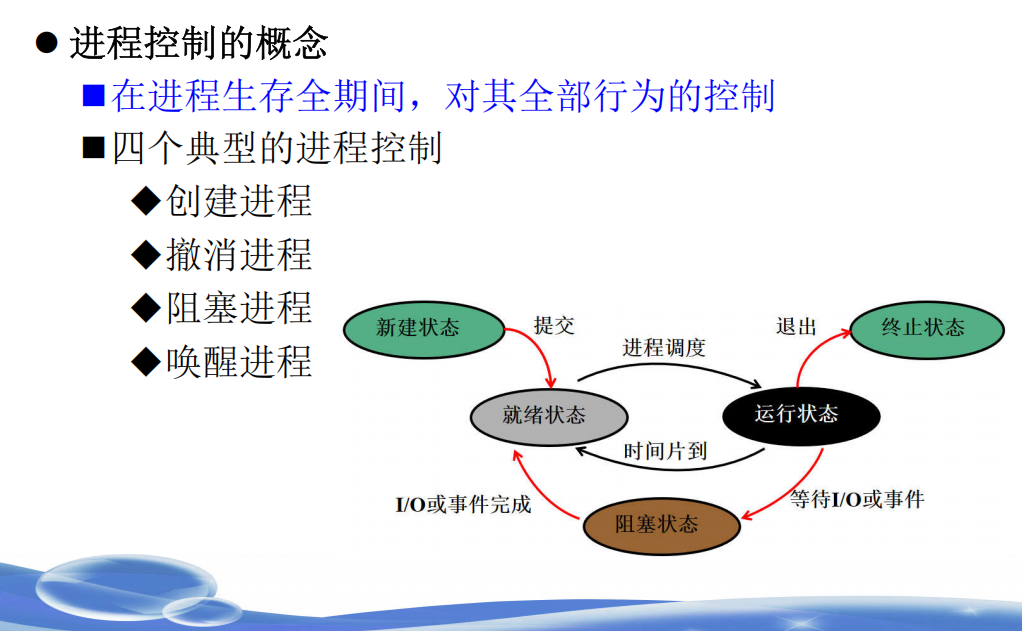 进程控制的概念
在进程生存全期间，对其全部行为的控制
四个典型的进程控制
创建进程
撤消进程
阻塞进程
唤醒进程
新建状态
提交
退出
终止状态
进程调度
就绪状态
运行状态
时间片到
I/O或事件完成
等待I/O或事件
阻塞状态